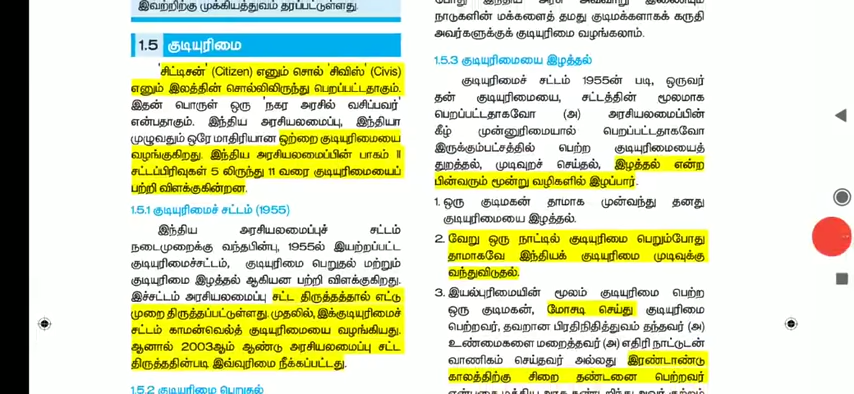 இவற்றிற்கு முக்கியத்துவம் தரப்பட்டுள்ளது.
1.5 குடியுரிமை
'சிட்டிசன்' (Citizen) எனும் சொல் 'சிவிஸ்' (Civis)
எனும் இலத்தின் சொல்லிலிருந்து பெறப்பட்டதாகும்.
இதன் பொருள் ஒரு 'நகர அரசில் வசிப்பவர்'
என்பதாகும். இந்திய அரசியலமைப்பு, இந்தியா
முழுவதும் ஒரே மாதிரியான ஒற்றை குடியுரிமையை
வழங்குகிறது. இந்திய அரசியலமைப்பின் பாகம் II
சட்டப்பிரிவுகள் 5 லிருந்து 11 வரை குடியுரிமையைப்
பற்றி விளக்குகின்றன.
1.5.1 குடியுரிமைச் சட்டம் (1955)
இந்திய அரசியலமைப்புச் சட்டம்
நடைமுறைக்கு வந்தபின்பு, 1955ல் இயற்றப்பட்ட
குடியுரிமைச்சட்டம், குடியுரிமை பெறுதல் மற்றும்
குடியுரிமை இழத்தல் ஆகியன பற்றி விளக்குகிறது.
இச்சட்டம் அரசியலமைப்பு சட்ட திருத்தத்தால் எட்டு
முறை திருத்தப்பட்டுள்ளது. முதலில், இக்குடியுரிமைச்
சட்டம் காமன்வெல்த் குடியுரிமையை வழங்கியது.
ஆனால் 2003ஆம் ஆண்டு அரசியலமைப்பு சட்ட
திருத்ததின்படி இவ்வுரிமை நீக்கப்பட்டது.
1.5.2 குடியுரிமை பெறுதல்
நாடுகளின் மக்களைத் தமது குடிமக்களாகக் கருதி
அவர்களுக்குக் குடியுரிமை வழங்கலாம்.
1.5.3 குடியுரிமையை இழத்தல்
குடியுரிமைச் சட்டம் 1955ன் படி, ஒருவர்
தன் குடியுரிமையை, சட்டத்தின் மூலமாக
பெறப்பட்டதாகவோ (அ) அரசியலமைப்பின்
கீழ் முன்னுரிமையால் பெறப்பட்டதாகவோ
இருக்கும்பட்சத்தில் பெற்ற குடியுரிமையைத்
துறத்தல், முடிவுறச் செய்தல், இழத்தல் என்ற
பின்வரும் மூன்று வழிகளில் இழப்பார்.
1. ஒரு குடிமகன் தாமாக முன்வந்து தனது
குடியுரிமையை இழத்தல்.
2. வேறு ஒரு நாட்டில் குடியுரிமை பெறும்போது
தாமாகவே இந்தியக் குடியுரிமை முடிவுக்கு
வந்துவிடுதல்.
3. இயல்புரிமையின் மூலம் குடியுரிமை பெற்ற
ஒரு குடிமகன், மோசடி செய்து குடியுரிமை
பெற்றவர், தவறான பிரதிநிதித்துவம் தந்தவர் (அ)
உண்மைகளை மறைத்தவர் (அ) எதிரி நாட்டுடன்
வாணிகம் செய்தவர் அல்லது இரண்டாண்டு
காலத்திற்கு சிறை தண்டனை பெற்றவர்